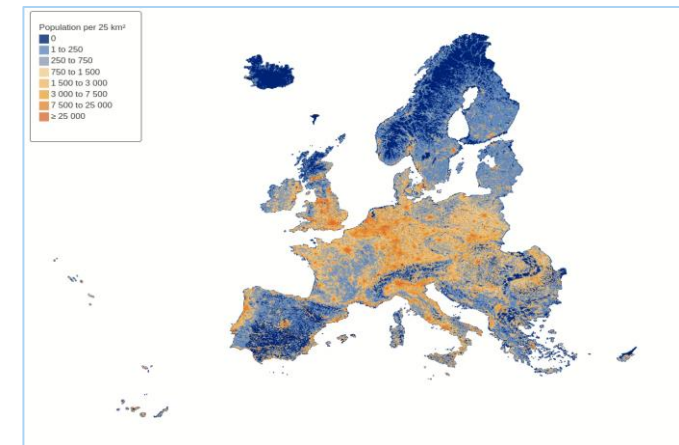 Population per 25 km²
0
1 to 250
250 to 750
750 to 1 500
1 500 to 3 000
3 000 to 7 500
7 500 to 25 000
≥ 25 000